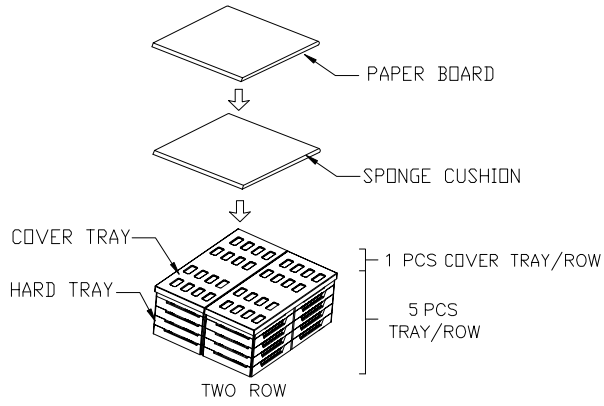 PAPER BOARD
SPONGE CUSHION
COVER TRAY
1 PCS COVER TRAY/ROW
HARD TRAY
5 PCS
TRAY/ROW
TWO ROW